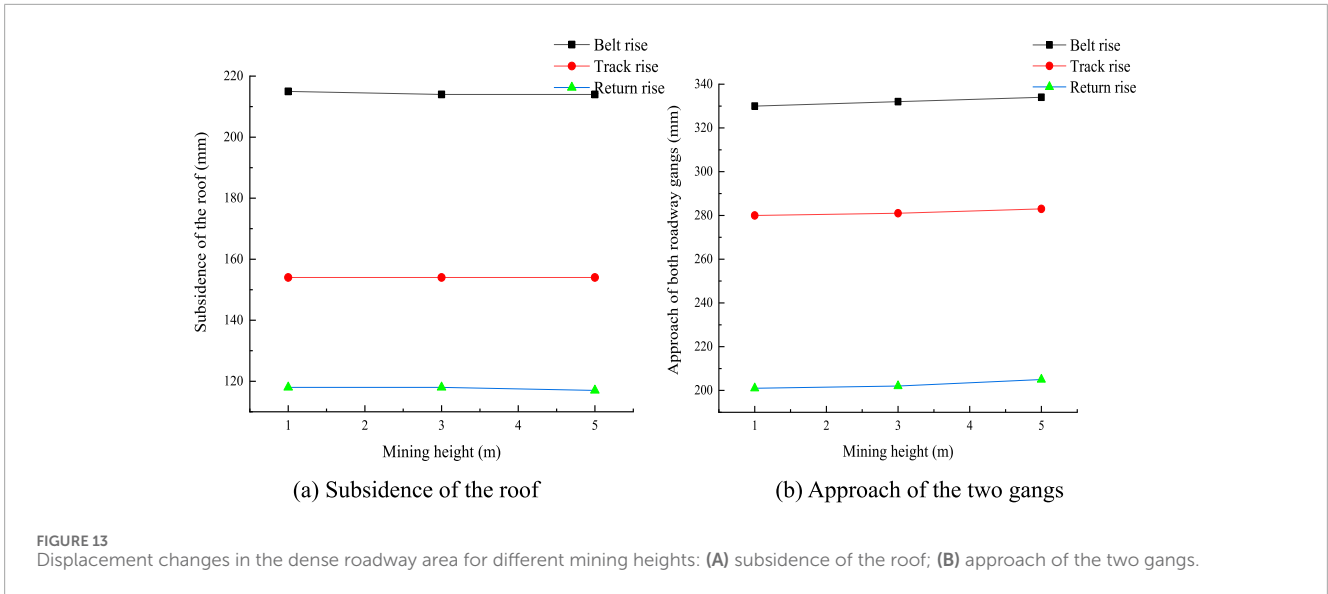 Belt rise
Track rise
Return rise
220
200
180
160
140
120
Subsidence of the roof (mm)
1 2 3 4 5
Mining height (m)
(a) Subsidence of the roof
Belt rise
Track rise
Return rise
340
320
300
280
260
240
220
200
Approach of both roadway gangs (mm)
1 2 3 4 5
Mining height (m)
(b) Approach of the two gangs
FIGURE 13
Displacement changes in the dense roadway area for different mining heights: (A) subsidence of the roof; (B) approach of the two gangs.